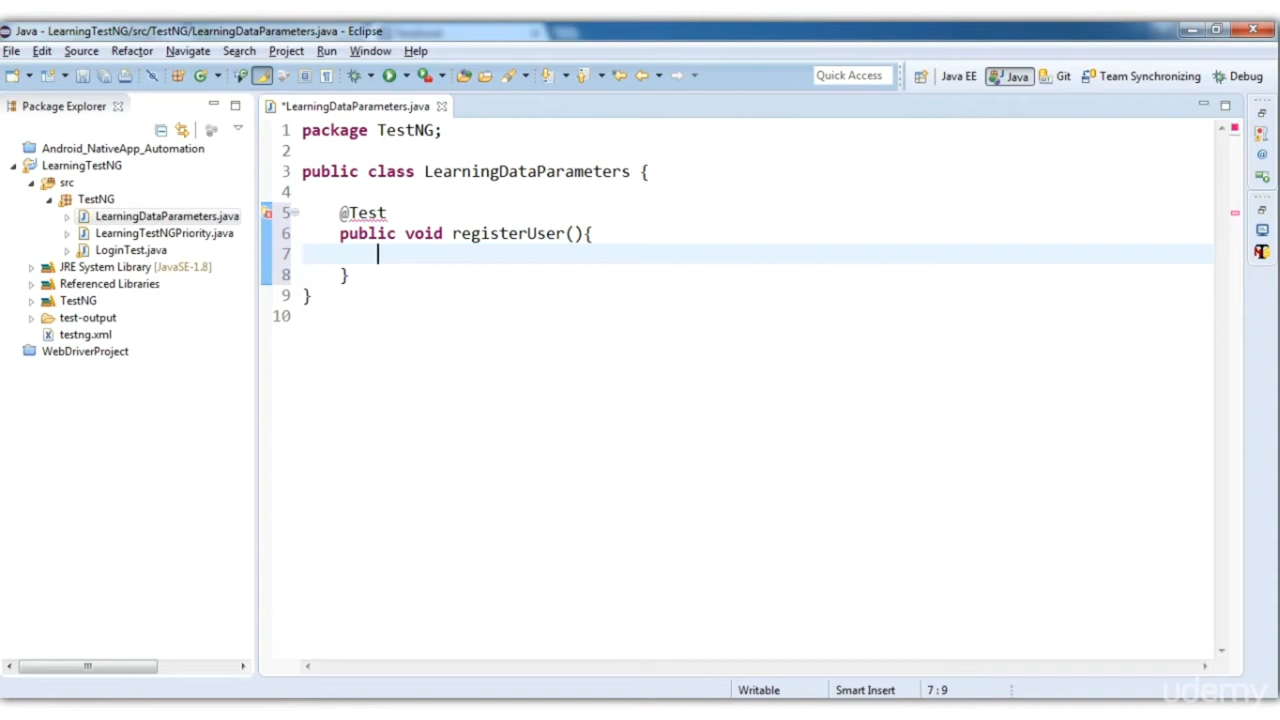 Java - LearningTestNG/src/TestNG/LearningDataParameters.java - Eclipse
File Edit Source Refactor Navigate Search Project Run Window Help
Quick Access Java EE Java Git Team Synchronizing Debug
Package Explorer
*LearningDataParameters.java
Android_NativeApp_Automation
LearningTestNG
src
TestNG
LearningDataParameters.java
LearningTestNGPriority.java
LoginTest.java
JRE System Library [JavaSE-1.8]
Referenced Libraries
TestNG
test-output
testng.xml
WebDriverProject
1 package TestNG;
2
3 public class LearningDataParameters {
4
5 @Test
6 public void registerUser(){
7
8 }
9 }
10
Writable Smart Insert 7:9
udemy